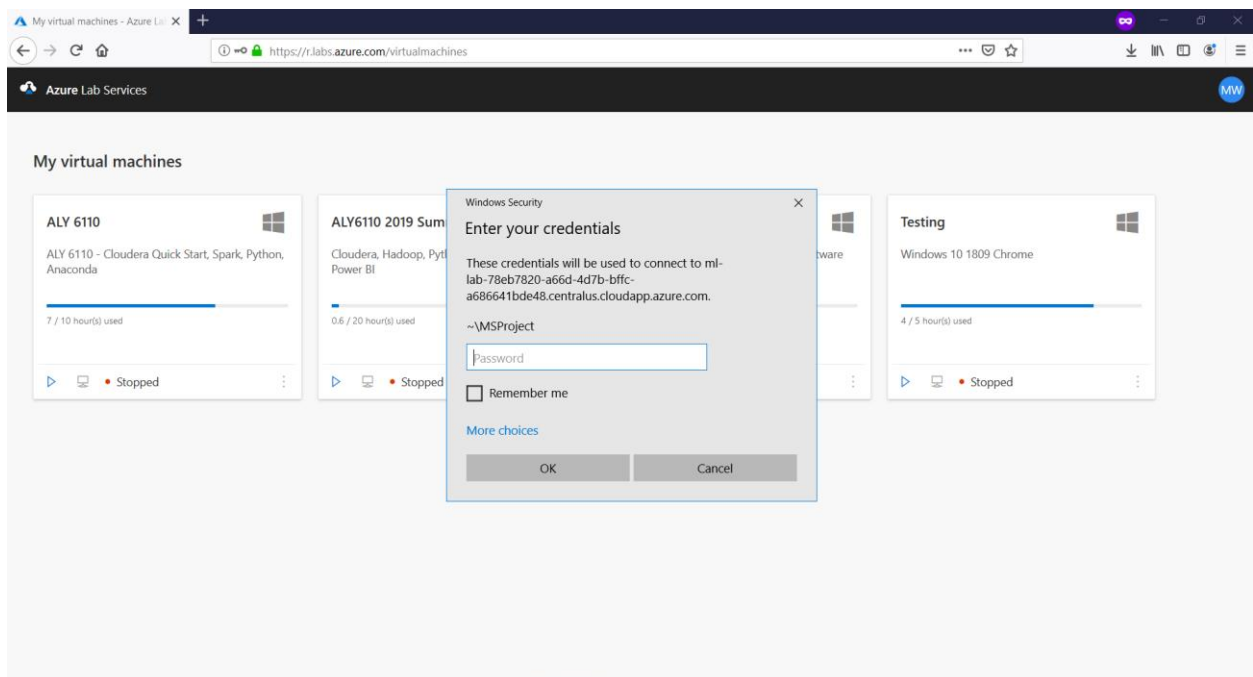 My virtual machines - Azure La
https://r.labs.azure.com/virtualmachines
Azure Lab Services
MW
My virtual machines
ALY 6110
ALY 6110 - Cloudera Quick Start, Spark, Python,
Anaconda
7 / 10 hour(s) used
Stopped
ALY6110 2019 Sum
Cloudera, Hadoop, Pyt
Power BI
0.6 / 20 hour(s) used
Stopped
Windows Security
Enter your credentials
These credentials will be used to connect to ml-
lab-78eb7820-a66d-4d7b-bffc-
a686641bde48.centralus.cloudapp.azure.com.
~\MSProject
Password
Remember me
More choices
OK
Cancel
tware
Testing
Windows 10 1809 Chrome
4 / 5 hour(s) used
Stopped